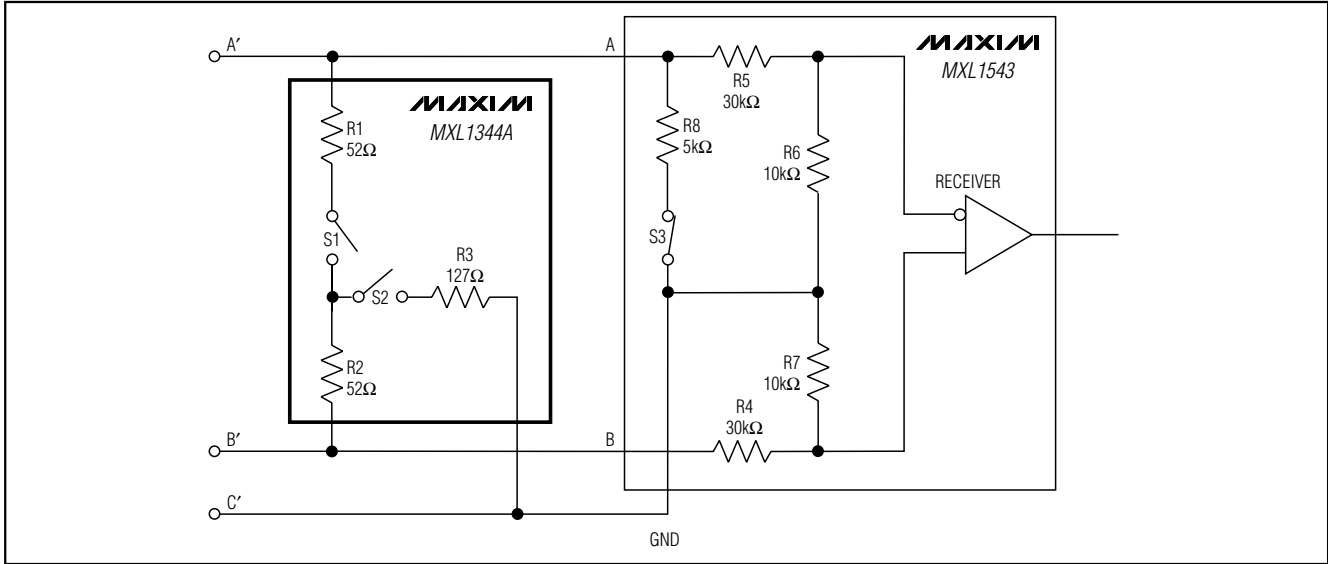 A′
A
MAXIM
MXL1543
R5
30kΩ
MAXIM
MXL1344A
R1
52Ω
R8
5kΩ
R6
10kΩ
RECEIVER
S1
S3
R3
127Ω
S2
R2
52Ω
R7
10kΩ
R4
30kΩ
B′
B
C′
GND